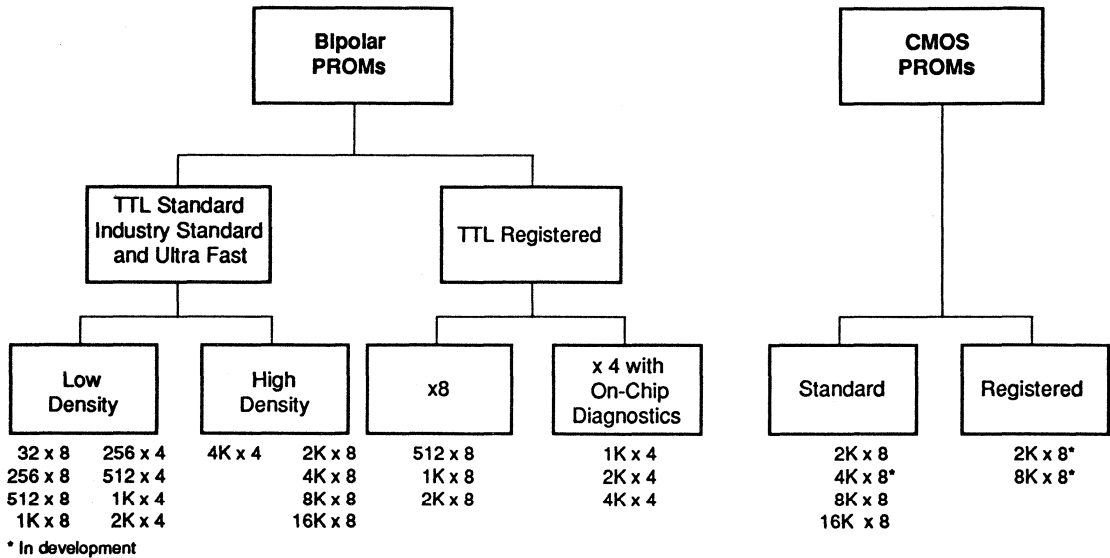 Bipolar
PROMs
CMOS
PROMs
TTL Standard
Industry Standard
and Ultra Fast
TTL Registered
Low
Density
High
Density
x8
x 4 with
On-Chip
Diagnostics
Standard
Registered
32 x 8 256 x 4
256 x 8 512 x 4
512 x 8 1K x 4
1K x 8 2K x 4
4K x 4 2K x 8
4K x 8
8K x 8
16K x 8
512 x 8
1K x 8
2K x 8
1K x 4
2K x 4
4K x 4
2K x 8
4K x 8*
8K x 8
16K x 8
2K x 8*
8K x 8*
* In development